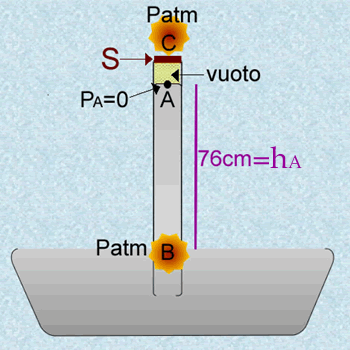 Patm
C
S
vuoto
PA=0
A
76cm=hA
Patm B